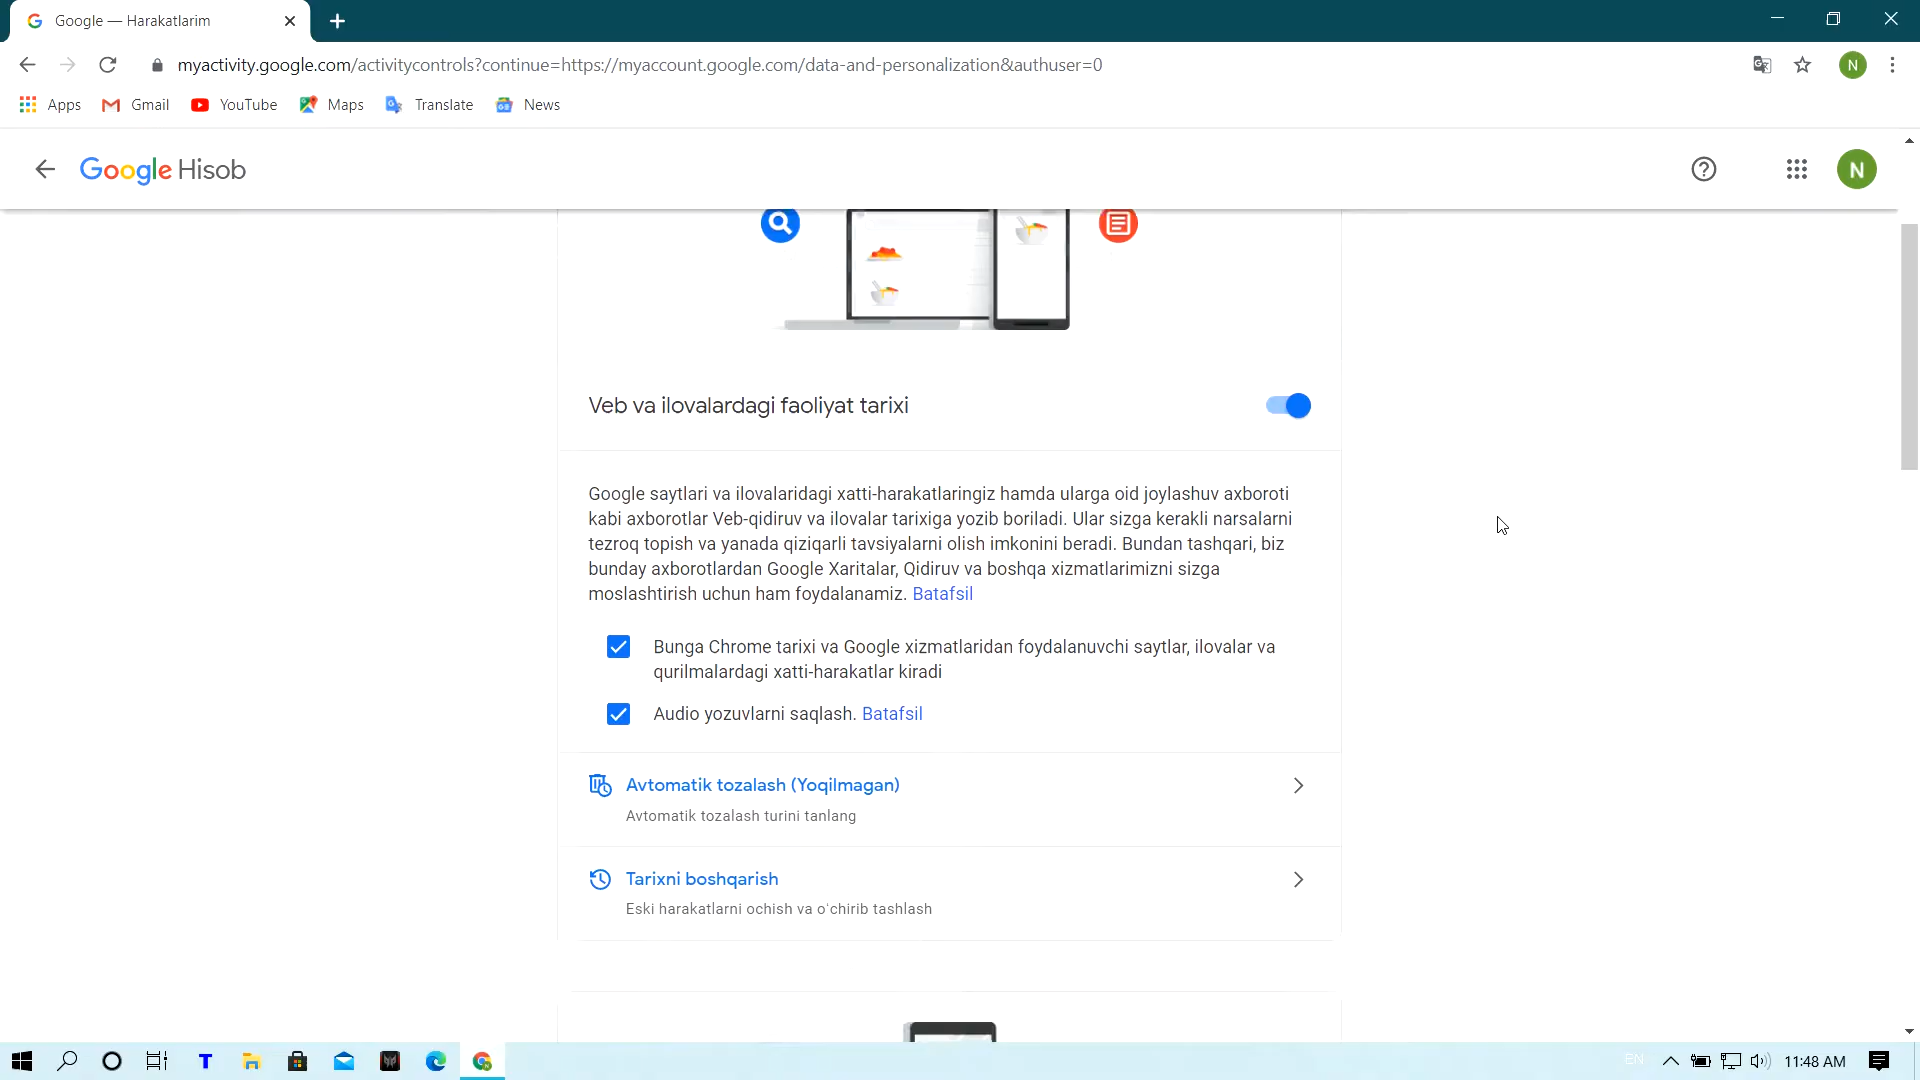 Google — Harakatlarim
myactivity.google.com/activitycontrols?continue=https://myaccount.google.com/data-and-personalization&authuser=0
N
Apps
Gmail
YouTube
Maps
Translate
News
Google Hisob
N
Veb va ilovalardagi faoliyat tarixi
Google saytlari va ilovalaridagi xatti-harakatlaringiz hamda ularga oid joylashuv axboroti
kabi axborotlar Veb-qidiruv va ilovalar tarixiga yozib boriladi. Ular sizga kerakli narsalarni
tezroq topish va yanada qiziqarli tavsiyalarni olish imkonini beradi. Bundan tashqari, biz
bunday axborotlardan Google Xaritalar, Qidiruv va boshqa xizmatlarimizni sizga
moslashtirish uchun ham foydalanamiz. Batafsil
Bunga Chrome tarixi va Google xizmatlaridan foydalanuvchi saytlar, ilovalar va
qurilmalardagi xatti-harakatlar kiradi
Audio yozuvlarni saqlash. Batafsil
Avtomatik tozalash (Yoqilmagan)
Avtomatik tozalash turini tanlang
Tarixni boshqarish
Eski harakatlarni ochish va oʻchirib tashlash
T
EN
11:48 AM